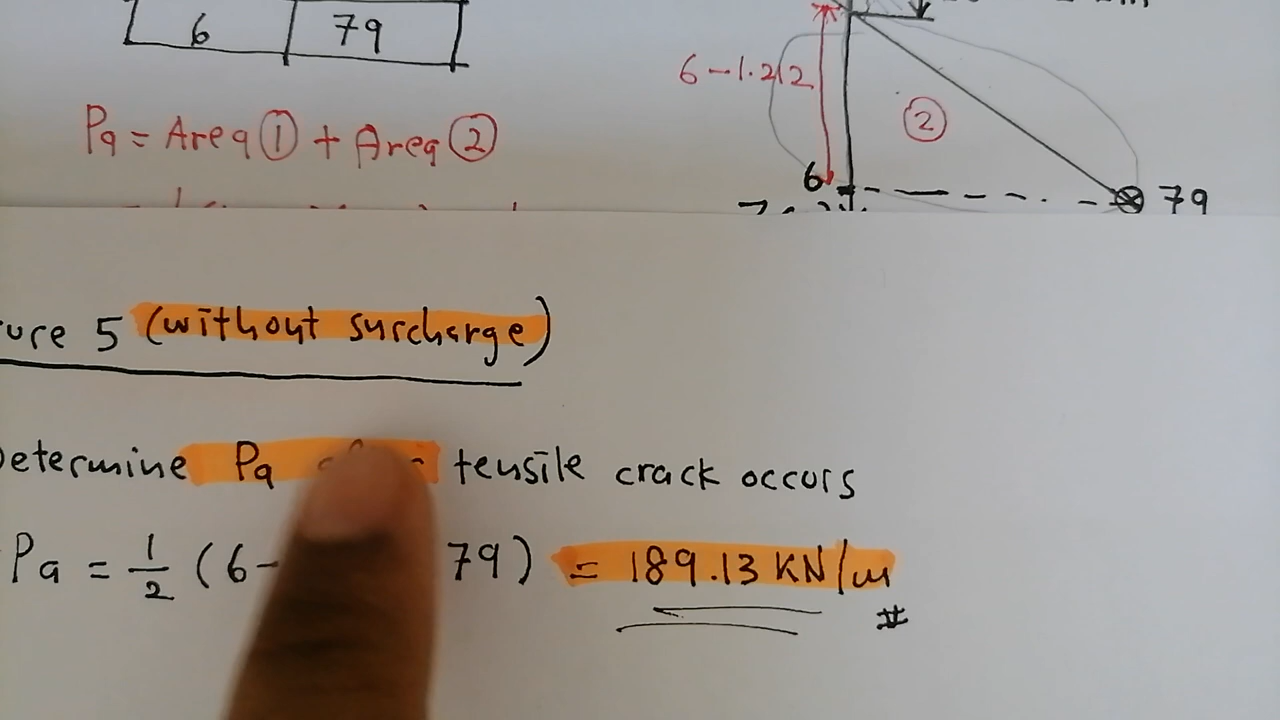 6 79
Pa = Area ① + Area ②
6-1.212
②
6
79
ure 5 (without surcharge)
Determine Pa tensile crack occurs
Pa = 1/2 (6- 79) = 189.13 KN/m #